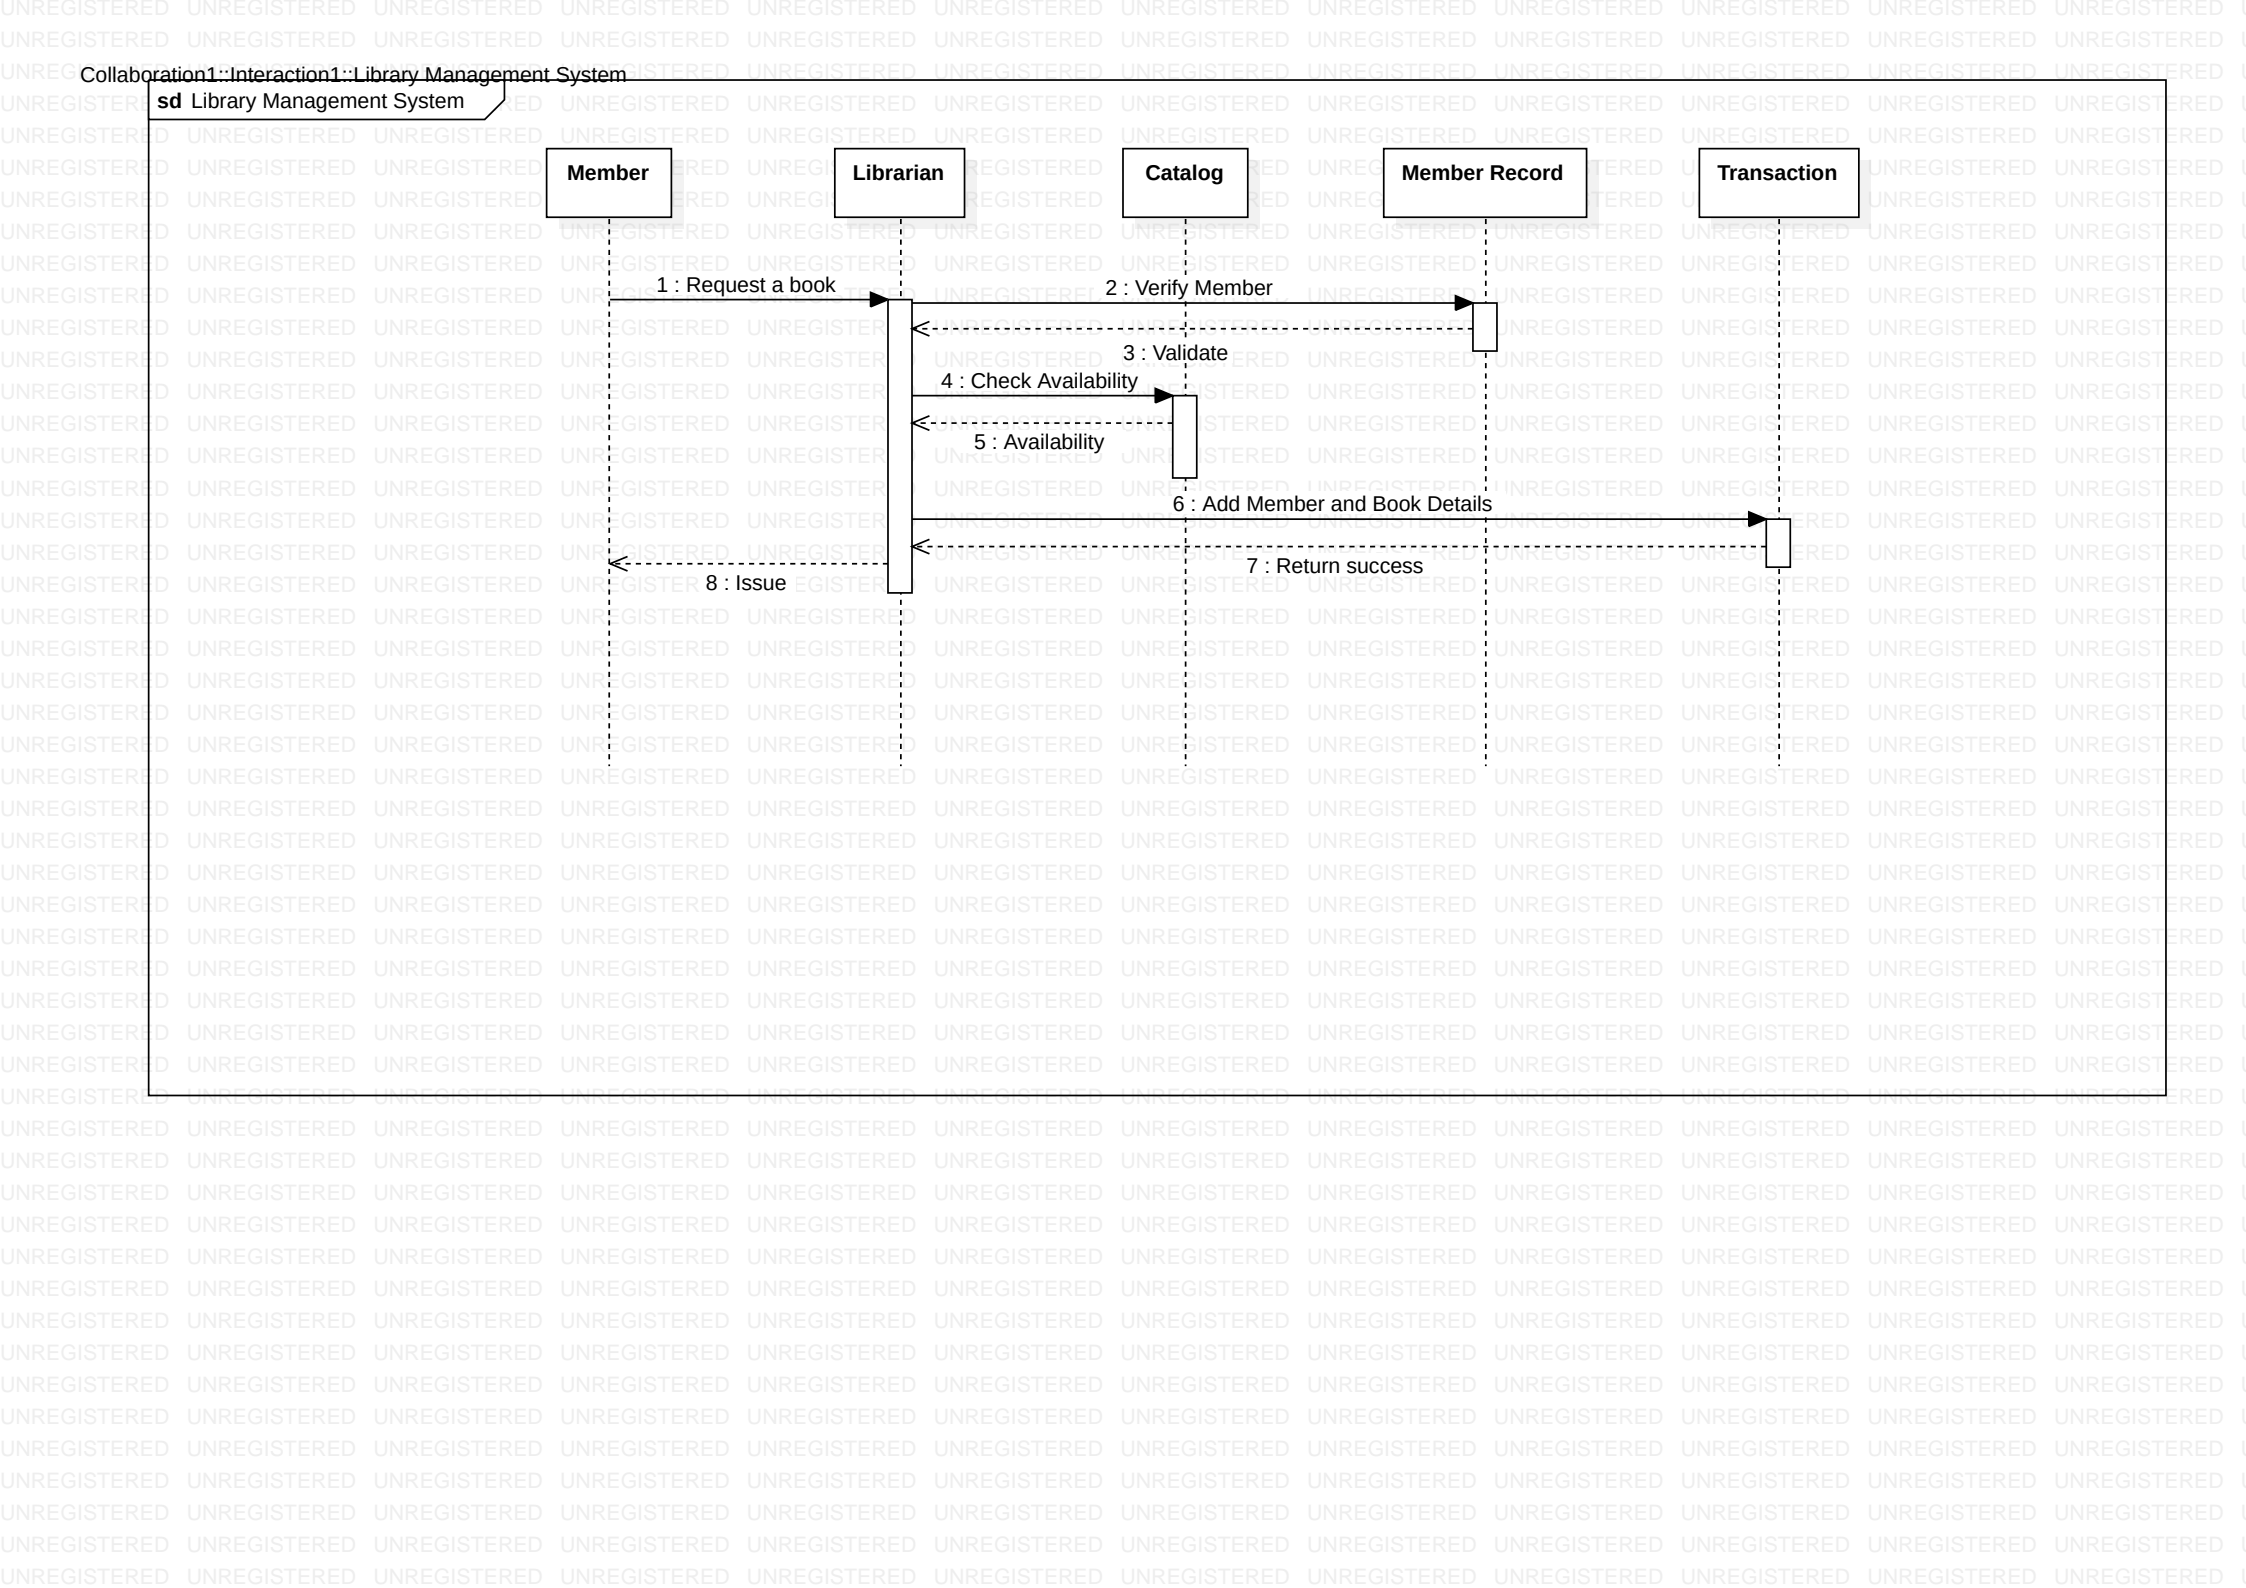 Collaboration1::Interaction1::Library Management System
sd Library Management System
Member
Librarian
Catalog
Member Record
Transaction
1 : Request a book
2 : Verify Member
3 : Validate
4 : Check Availability
5 : Availability
6 : Add Member and Book Details
7 : Return success
8 : Issue
UNREGISTERED